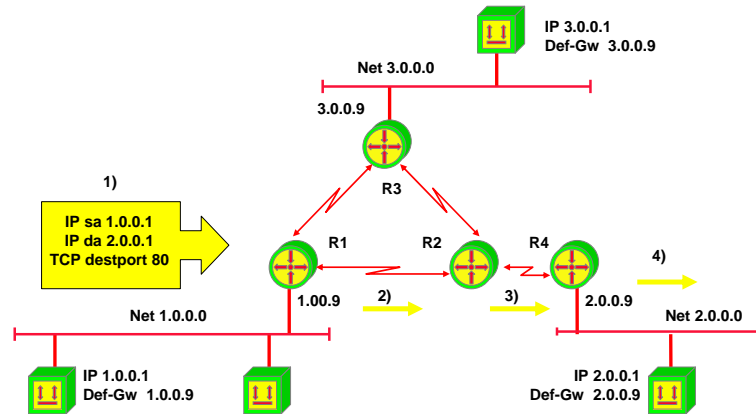 IP 3.0.0.1
Def-Gw 3.0.0.9
Net 3.0.0.0
3.0.0.9
R3
1)
IP sa 1.0.0.1
IP da 2.0.0.1
TCP destport 80
R1
R2
R4
4)
1.00.9
2)
3)
2.0.0.9
Net 1.0.0.0
Net 2.0.0.0
IP 1.0.0.1
Def-Gw 1.0.0.9
IP 2.0.0.1
Def-Gw 2.0.0.9